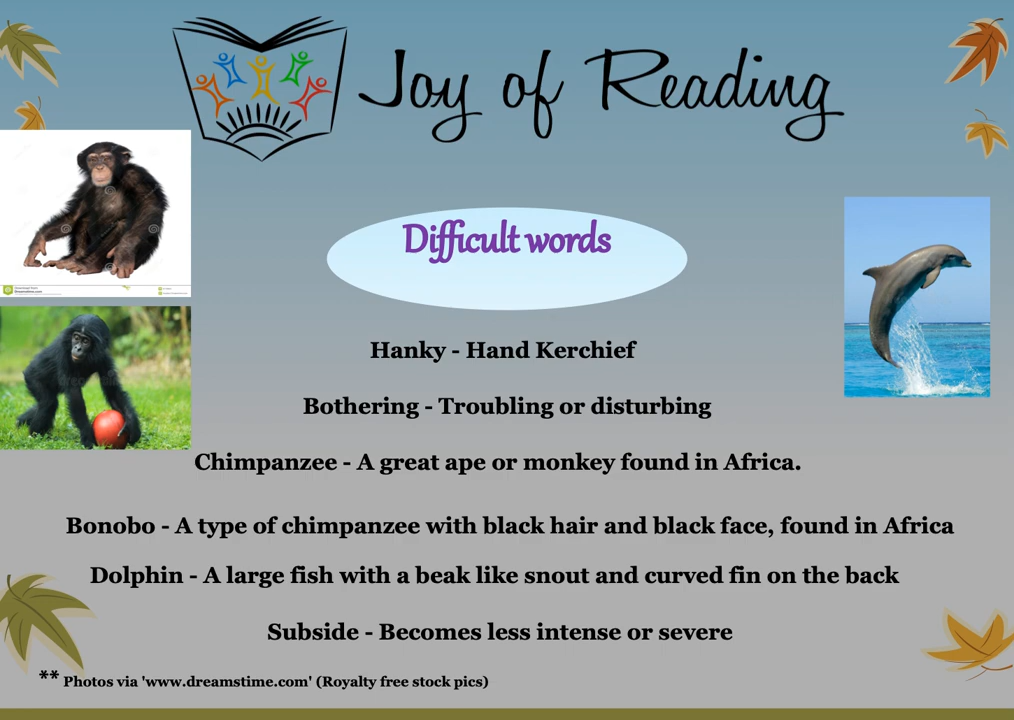 Joy of Reading
Difficult words
Hanky - Hand Kerchief
Bothering - Troubling or disturbing
Chimpanzee - A great ape or monkey found in Africa.
Bonobo - A type of chimpanzee with black hair and black face, found in Africa
Dolphin - A large fish with a beak like snout and curved fin on the back
Subside - Becomes less intense or severe
** Photos via 'www.dreamstime.com' (Royalty free stock pics)